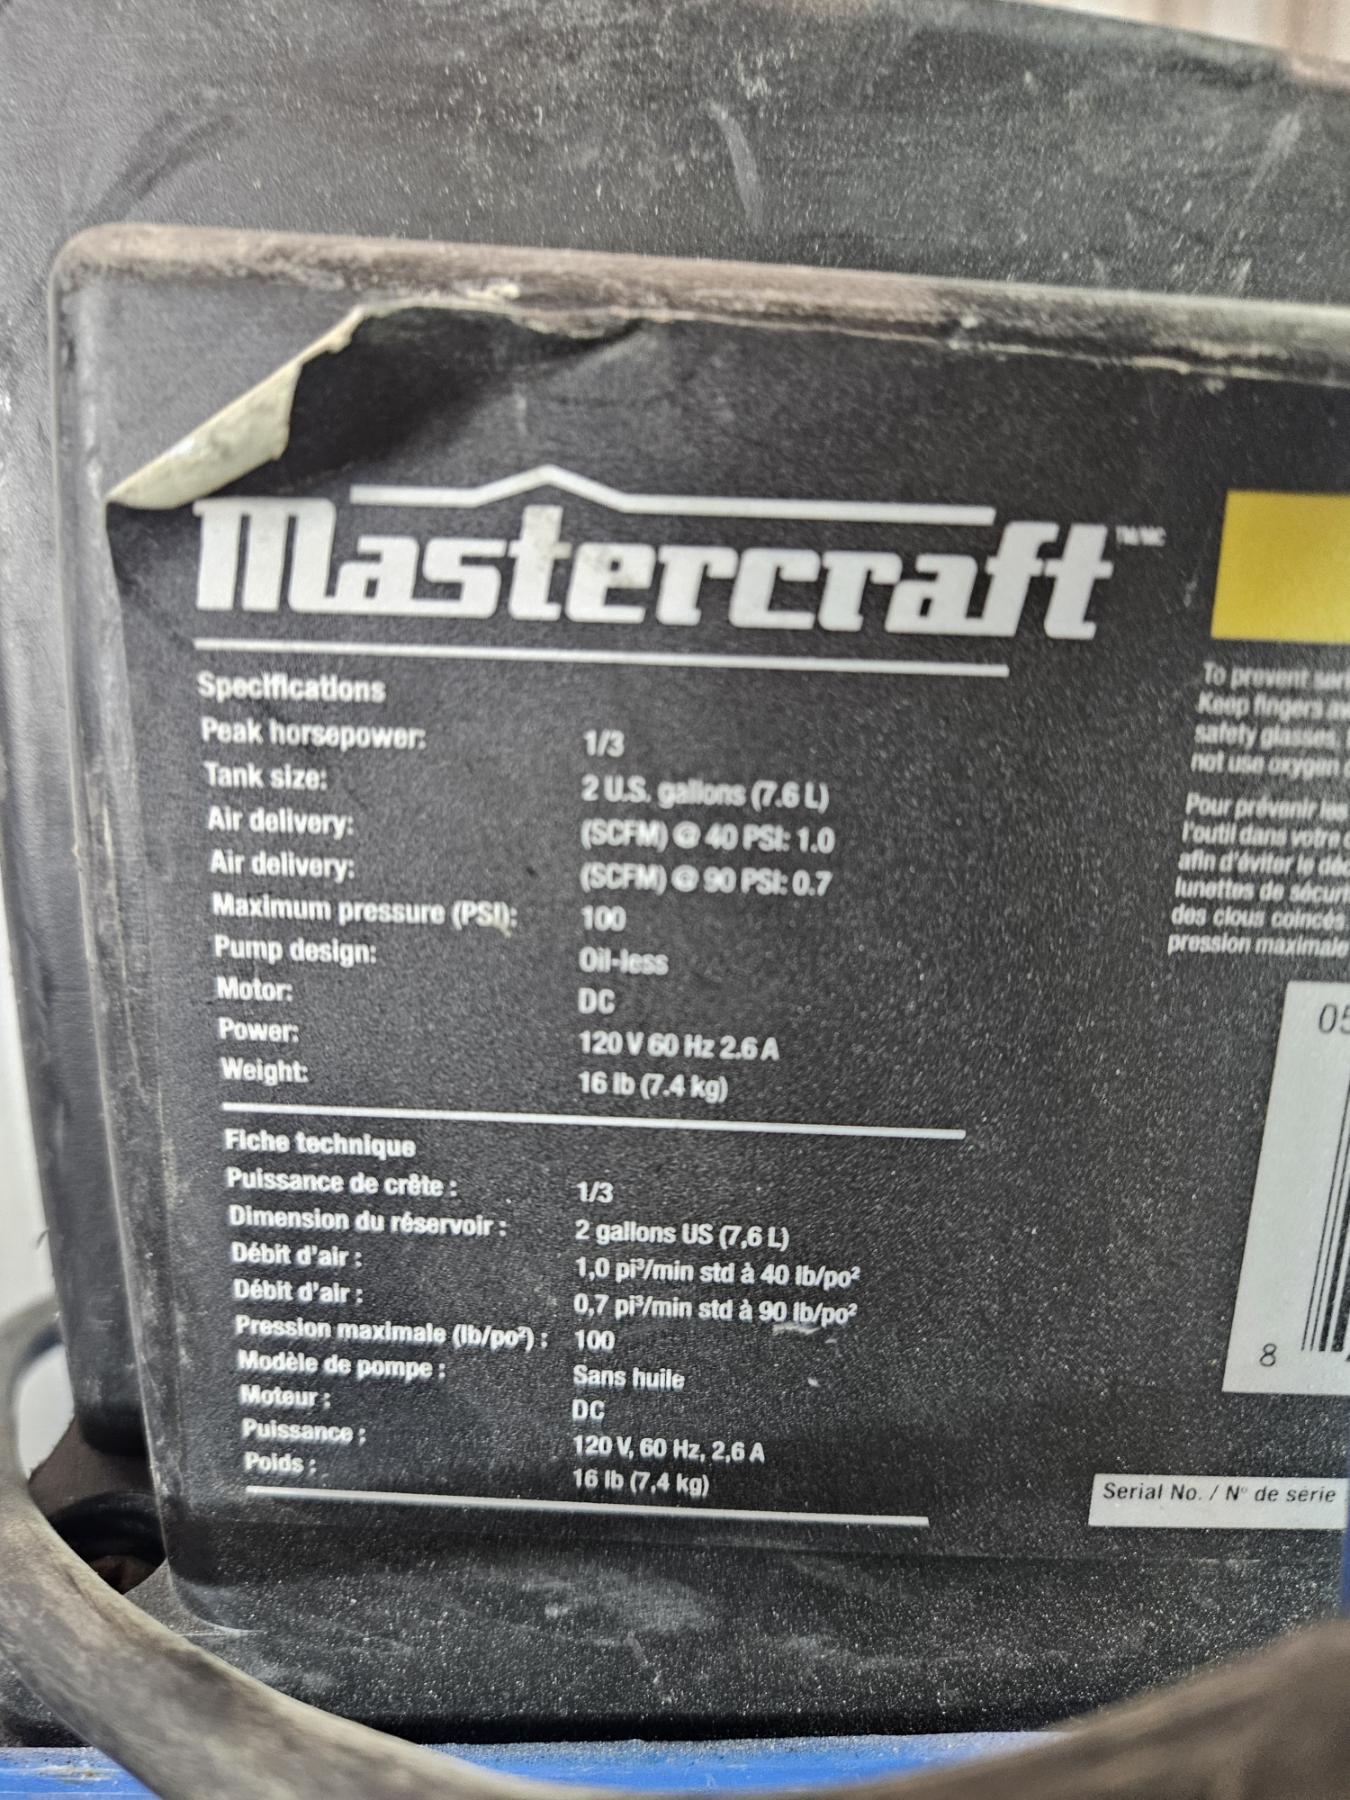 Mastercraft TM/MC
Specifications
Peak horsepower: 1/3
Tank size: 2 U.S. gallons (7.6 L)
Air delivery: (SCFM) @ 40 PSI: 1.0
Air delivery: (SCFM) @ 90 PSI: 0.7
Maximum pressure (PSI): 100
Pump design: Oil-less
Motor: DC
Power: 120 V 60 Hz 2.6 A
Weight: 16 lb (7.4 kg)
Fiche technique
Puissance de crête : 1/3
Dimension du réservoir : 2 gallons US (7,6 L)
Débit d'air : 1,0 pi³/min std à 40 lb/po²
Débit d'air : 0,7 pi³/min std à 90 lb/po²
Pression maximale (lb/po²) : 100
Modèle de pompe : Sans huile
Moteur : DC
Puissance : 120 V, 60 Hz, 2,6 A
Poids : 16 lb (7,4 kg)
To prevent
Keep fingers
safety glasses.
not use oxygen
Pour prévenir les
l'outil dans votre
afin d'éviter le
lunettes de
des clous coincés
pression maximale
05
8
Serial No. / N° de série